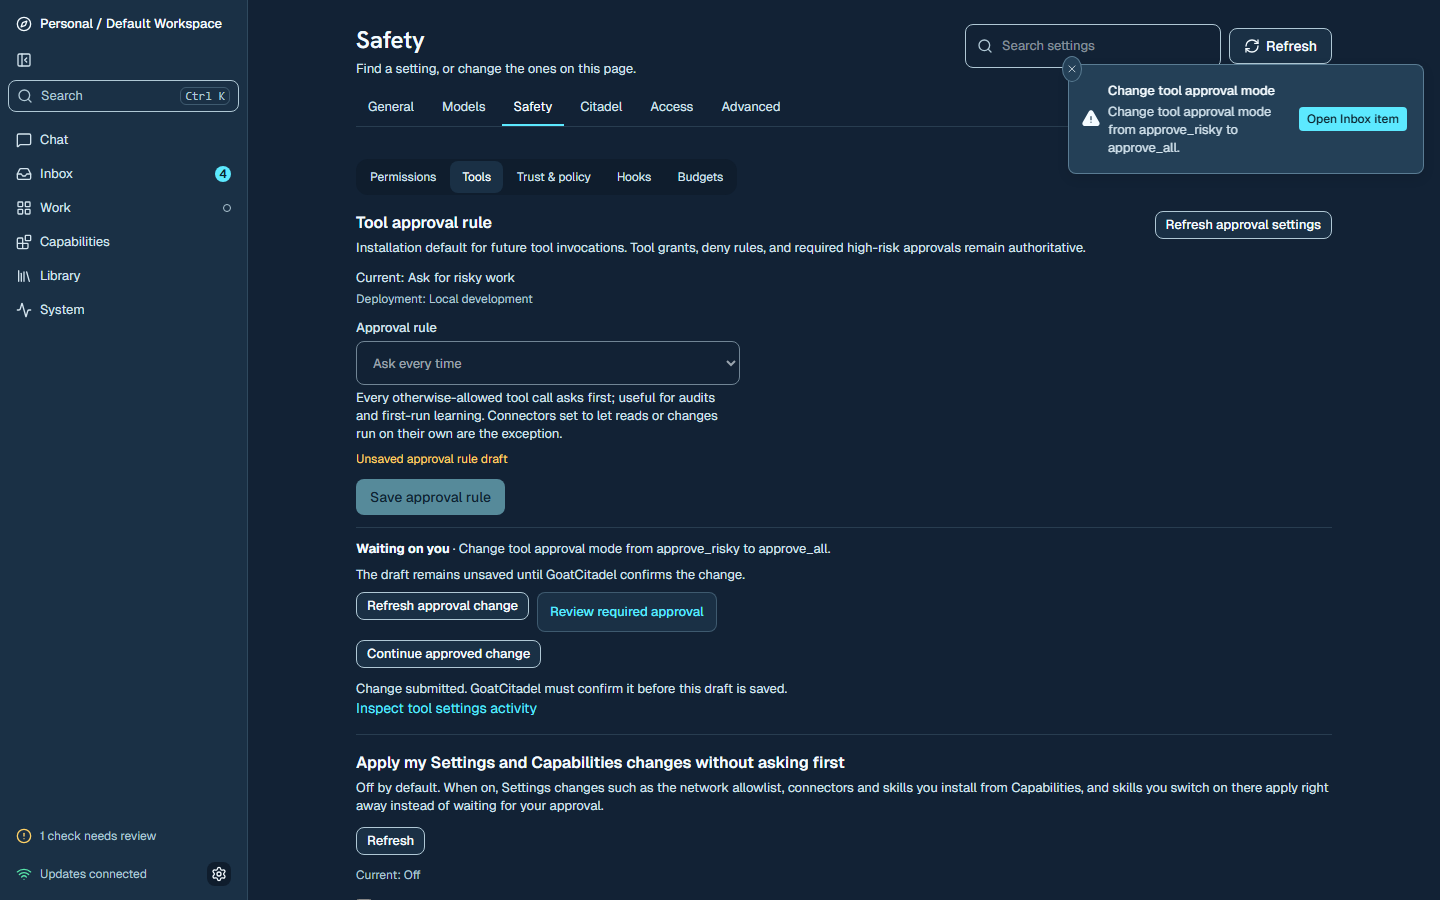 Personal / Default Workspace
Search
Ctrl K
Chat
Inbox
4
Work
Capabilities
Library
System
1 check needs review
Updates connected
Safety
Find a setting, or change the ones on this page.
Search settings
Refresh
General
Models
Safety
Citadel
Access
Advanced
Change tool approval mode
Change tool approval mode
from approve_risky to
approve_all.
Open Inbox item
Permissions
Tools
Trust & policy
Hooks
Budgets
Tool approval rule
Installation default for future tool invocations. Tool grants, deny rules, and required high-risk approvals remain authoritative.
Refresh approval settings
Current: Ask for risky work
Deployment: Local development
Approval rule
Ask every time
Every otherwise-allowed tool call asks first; useful for audits
and first-run learning. Connectors set to let reads or changes
run on their own are the exception.
Unsaved approval rule draft
Save approval rule
Waiting on you · Change tool approval mode from approve_risky to approve_all.
The draft remains unsaved until GoatCitadel confirms the change.
Refresh approval change
Review required approval
Continue approved change
Change submitted. GoatCitadel must confirm it before this draft is saved.
Inspect tool settings activity
Apply my Settings and Capabilities changes without asking first
Off by default. When on, Settings changes such as the network allowlist, connectors and skills you install from Capabilities, and skills you switch on there apply right
away instead of waiting for your approval.
Refresh
Current: Off